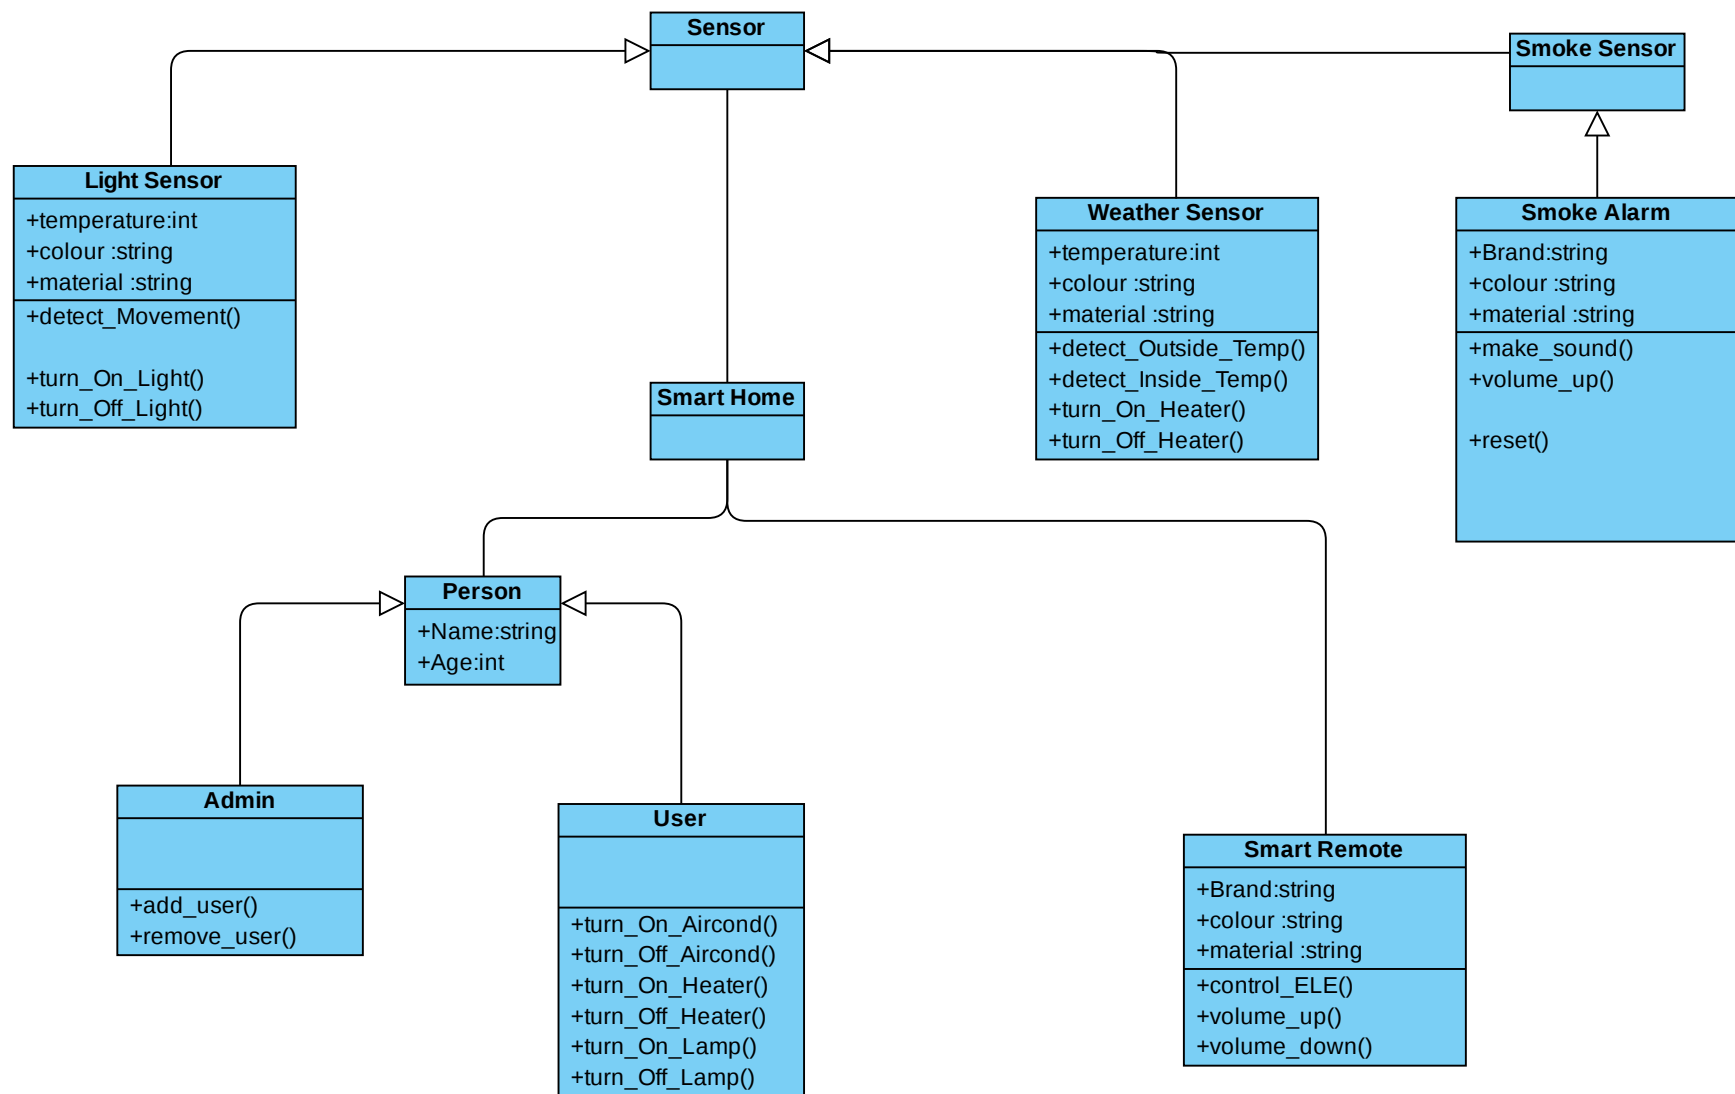 Sensor
Smoke Sensor
Light Sensor
+temperature:int
+colour :string
+material :string
+detect_Movement()
+turn_On_Light()
+turn_Off_Light()
Weather Sensor
+temperature:int
+colour :string
+material :string
+detect_Outside_Temp()
+detect_Inside_Temp()
+turn_On_Heater()
+turn_Off_Heater()
Smoke Alarm
+Brand:string
+colour :string
+material :string
+make_sound()
+volume_up()
+reset()
Smart Home
Person
+Name:string
+Age:int
Admin
+add_user()
+remove_user()
User
+turn_On_Aircond()
+turn_Off_Aircond()
+turn_On_Heater()
+turn_Off_Heater()
+turn_On_Lamp()
+turn_Off_Lamp()
Smart Remote
+Brand:string
+colour :string
+material :string
+control_ELE()
+volume_up()
+volume_down()